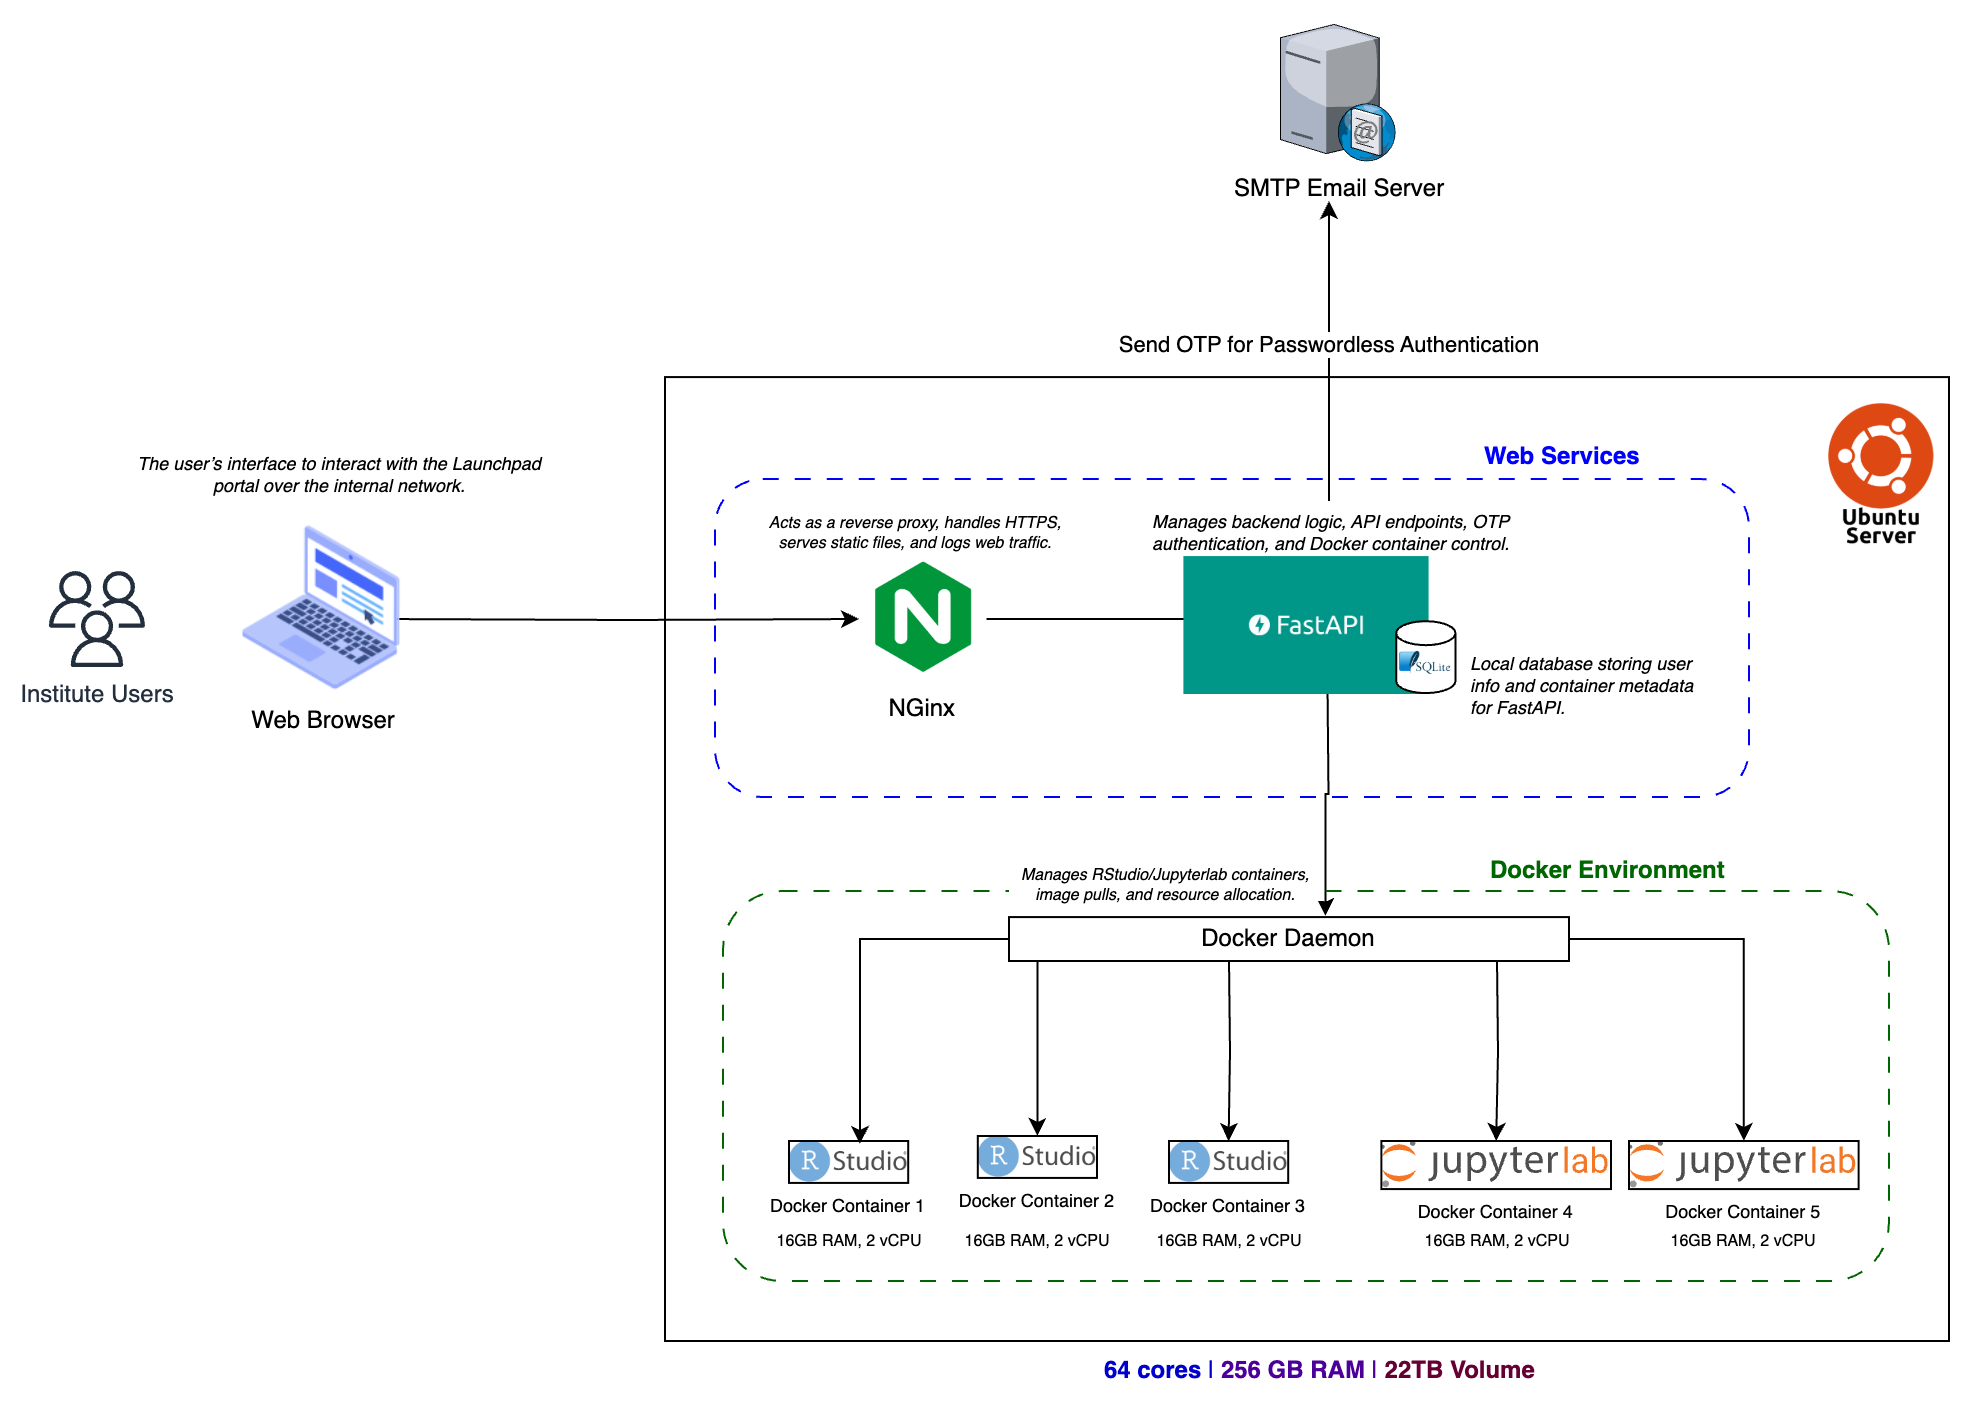 SMTP Email Server
Send OTP for Passwordless Authentication
Ubuntu
Server
Web Services
The user's interface to interact with the Launchpad
portal over the internal network.
Acts as a reverse proxy, handles HTTPS,
serves static files, and logs web traffic.
Manages backend logic, API endpoints, OTP
authentication, and Docker container control.
Institute Users
Web Browser
N
NGinx
FastAPI
SQLite
Local database storing user
info and container metadata
for FastAPI.
Docker Environment
Manages RStudio/Jupyterlab containers,
image pulls, and resource allocation.
Docker Daemon
R Studio
Docker Container 1
16GB RAM, 2 vCPU
R Studio
Docker Container 2
16GB RAM, 2 vCPU
R Studio
Docker Container 3
16GB RAM, 2 vCPU
jupyterlab
Docker Container 4
16GB RAM, 2 vCPU
jupyterlab
Docker Container 5
16GB RAM, 2 vCPU
64 cores | 256 GB RAM | 22TB Volume